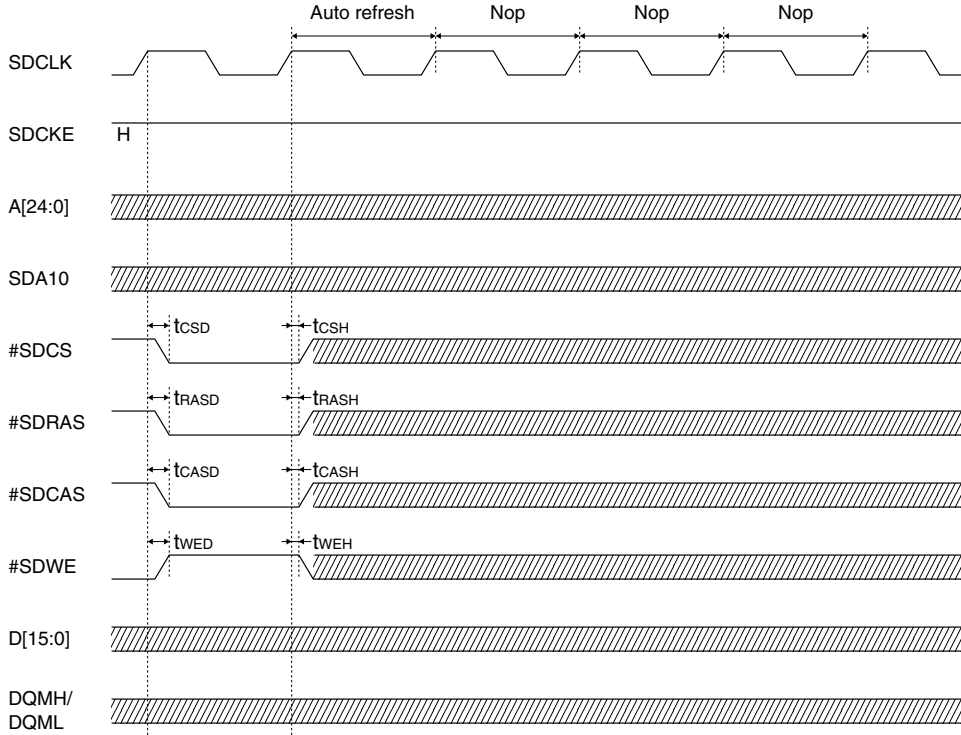 Auto refresh Nop Nop Nop
SDCLK
SDCKE H
A[24:0]
SDA10
#SDCS tCSD tCSH
#SDRAS tRASD tRASH
#SDCAS tCASD tCASH
#SDWE tWED tWEH
D[15:0]
DQMH/
DQML